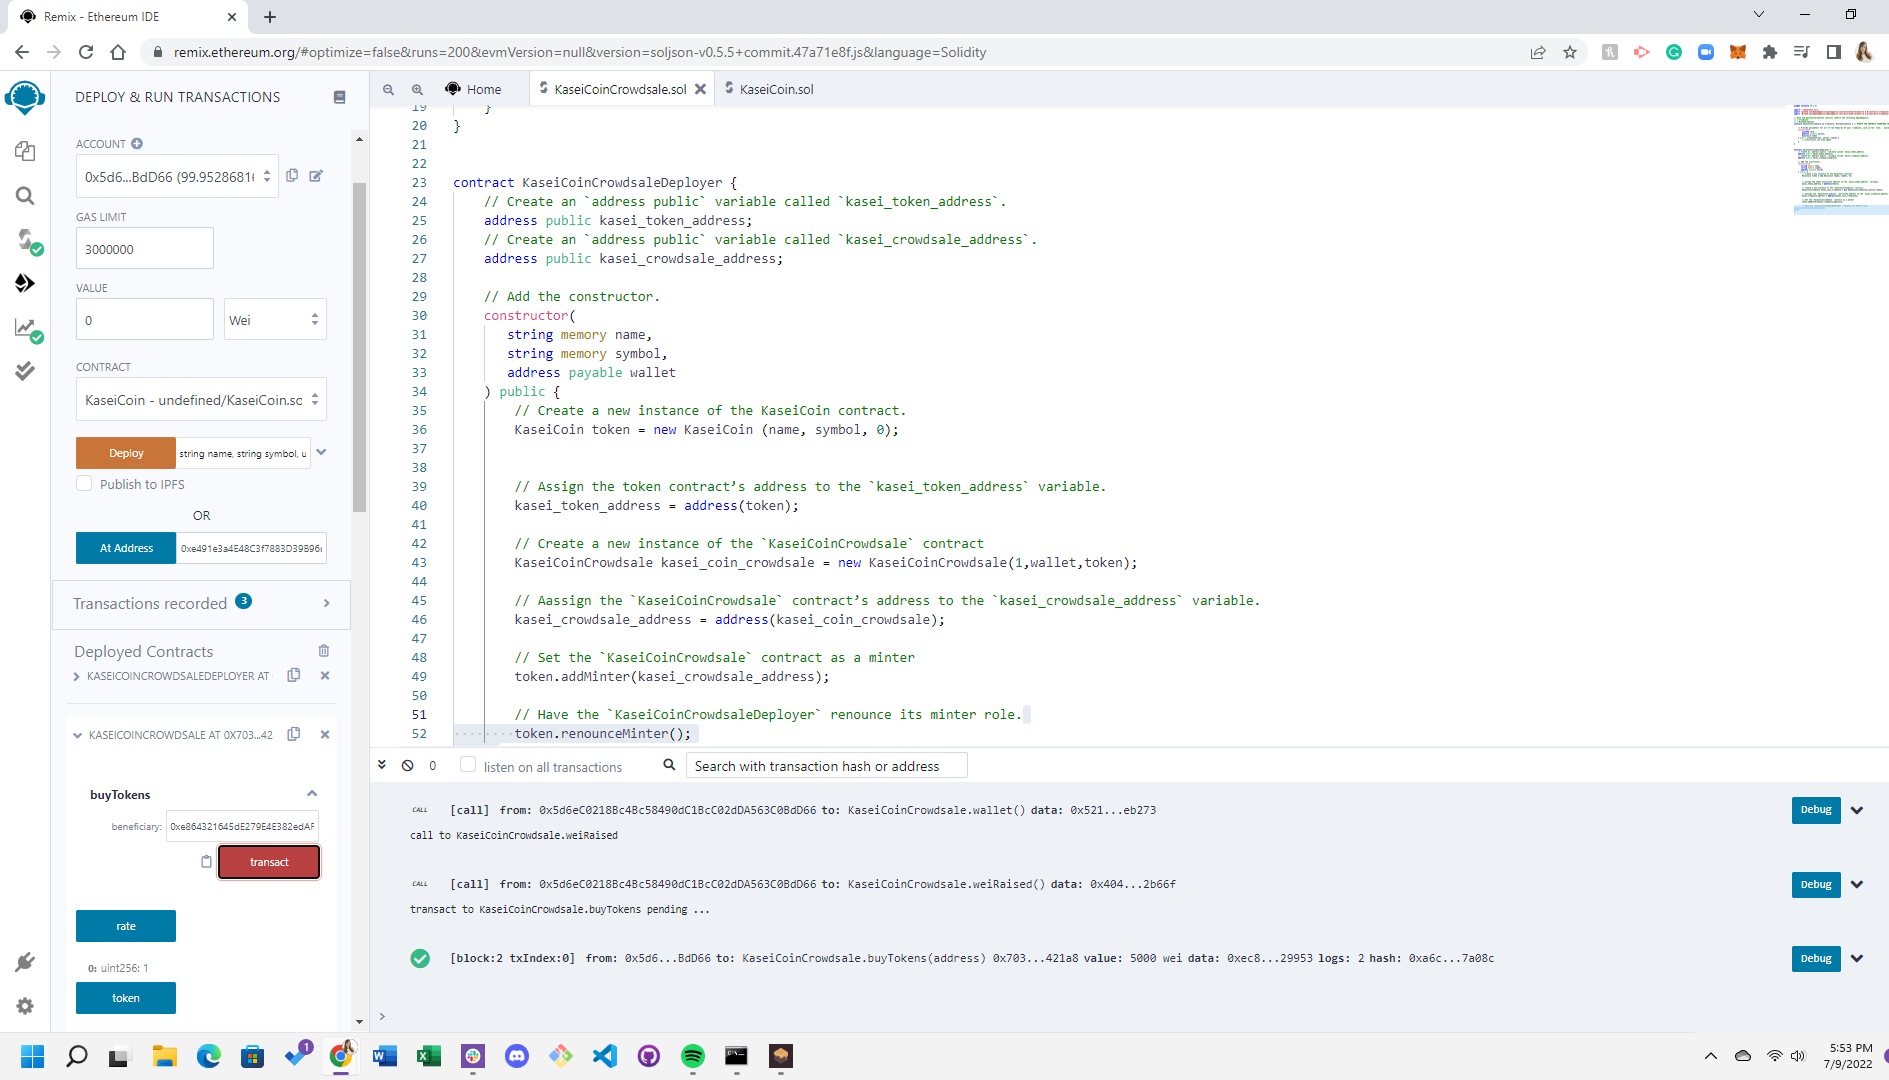 Remix - Ethereum IDE
remix.ethereum.org/#optimize=false&runs=200&evmVersion=null&version=soljson-v0.5.5+commit.47a71e8f.js&language=Solidity
DEPLOY & RUN TRANSACTIONS
ACCOUNT
0x5d6...BdD66 (99.95286816
GAS LIMIT
3000000
VALUE
0
Wei
CONTRACT
KaseiCoin - undefined/KaseiCoin.sc
Deploy
string name, string symbol, u
Publish to IPFS
OR
At Address
0xe491e3a4E48C3f7883D39B96
Transactions recorded 3
Deployed Contracts
KASEICOINCROWDSALEDEPLOYER AT
KASEICOINCROWDSALE AT 0X703...42
buyTokens
beneficiary:
0xe864321645dE279E4E382edAF
transact
rate
0: uint256: 1
token
Home
KaseiCoinCrowdsale.sol
KaseiCoin.sol
19 }
20 }
21
22
23 contract KaseiCoinCrowdsaleDeployer {
24 // Create an `address public` variable called `kasei_token_address`.
25 address public kasei_token_address;
26 // Create an `address public` variable called `kasei_crowdsale_address`.
27 address public kasei_crowdsale_address;
28
29 // Add the constructor.
30 constructor(
31 string memory name,
32 string memory symbol,
33 address payable wallet
34 ) public {
35 // Create a new instance of the KaseiCoin contract.
36 KaseiCoin token = new KaseiCoin (name, symbol, 0);
37
38
39 // Assign the token contract’s address to the `kasei_token_address` variable.
40 kasei_token_address = address(token);
41
42 // Create a new instance of the `KaseiCoinCrowdsale` contract
43 KaseiCoinCrowdsale kasei_coin_crowdsale = new KaseiCoinCrowdsale(1,wallet,token);
44
45 // Aassign the `KaseiCoinCrowdsale` contract’s address to the `kasei_crowdsale_address` variable.
46 kasei_crowdsale_address = address(kasei_coin_crowdsale);
47
48 // Set the `KaseiCoinCrowdsale` contract as a minter
49 token.addMinter(kasei_crowdsale_address);
50
51 // Have the `KaseiCoinCrowdsaleDeployer` renounce its minter role.
52 token.renounceMinter();
0
listen on all transactions
Search with transaction hash or address
CALL [call] from: 0x5d6eC0218Bc4Bc58490dC1BcC02dDA563C0BdD66 to: KaseiCoinCrowdsale.wallet() data: 0x521...eb273
Debug
call to KaseiCoinCrowdsale.weiRaised
CALL [call] from: 0x5d6eC0218Bc4Bc58490dC1BcC02dDA563C0BdD66 to: KaseiCoinCrowdsale.weiRaised() data: 0x404...2b66f
Debug
transact to KaseiCoinCrowdsale.buyTokens pending ...
[block:2 txIndex:0] from: 0x5d6...BdD66 to: KaseiCoinCrowdsale.buyTokens(address) 0x703...421a8 value: 5000 wei data: 0xec8...29953 logs: 2 hash: 0xa6c...7a08c
Debug
>
1
5:53 PM
7/9/2022